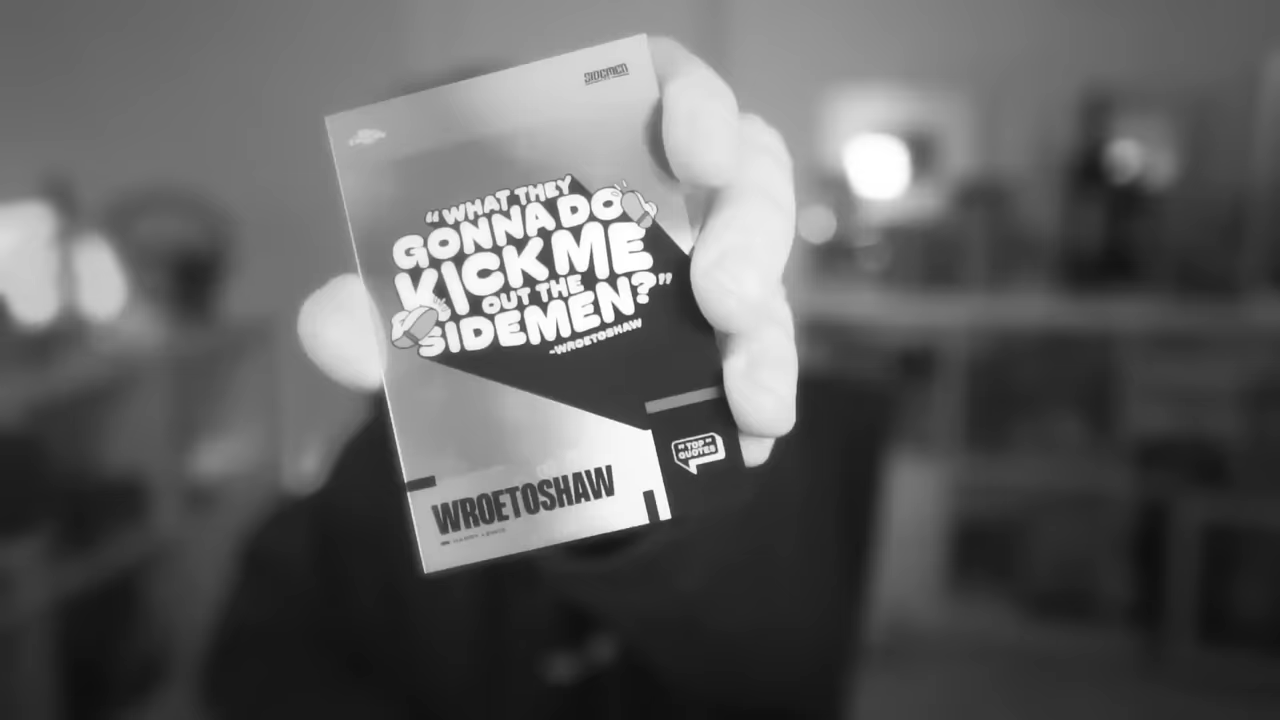 SIDEMEN
“WHAT THEY
GONNA DO
KICK ME
OUT THE
SIDEMEN?”
-WROETOSHAW
“TOP”
QUOTES
WROETOSHAW